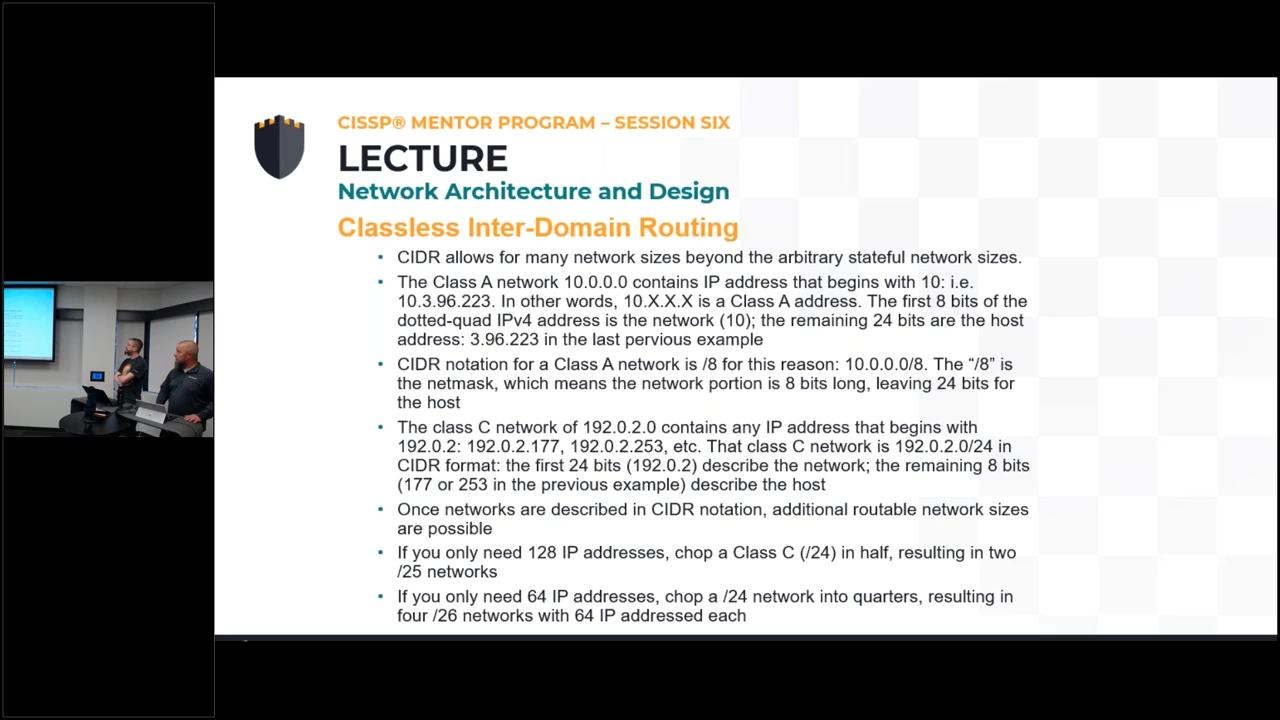 CISSP® MENTOR PROGRAM – SESSION SIX
LECTURE
Network Architecture and Design
Classless Inter-Domain Routing
• CIDR allows for many network sizes beyond the arbitrary stateful network sizes.
• The Class A network 10.0.0.0 contains IP address that begins with 10: i.e.
10.3.96.223. In other words, 10.X.X.X is a Class A address. The first 8 bits of the
dotted-quad IPv4 address is the network (10); the remaining 24 bits are the host
address: 3.96.223 in the last pervious example
• CIDR notation for a Class A network is /8 for this reason: 10.0.0.0/8. The “/8” is
the netmask, which means the network portion is 8 bits long, leaving 24 bits for
the host
• The class C network of 192.0.2.0 contains any IP address that begins with
192.0.2: 192.0.2.177, 192.0.2.253, etc. That class C network is 192.0.2.0/24 in
CIDR format: the first 24 bits (192.0.2) describe the network; the remaining 8 bits
(177 or 253 in the previous example) describe the host
• Once networks are described in CIDR notation, additional routable network sizes
are possible
• If you only need 128 IP addresses, chop a Class C (/24) in half, resulting in two
/25 networks
• If you only need 64 IP addresses, chop a /24 network into quarters, resulting in
four /26 networks with 64 IP addressed each